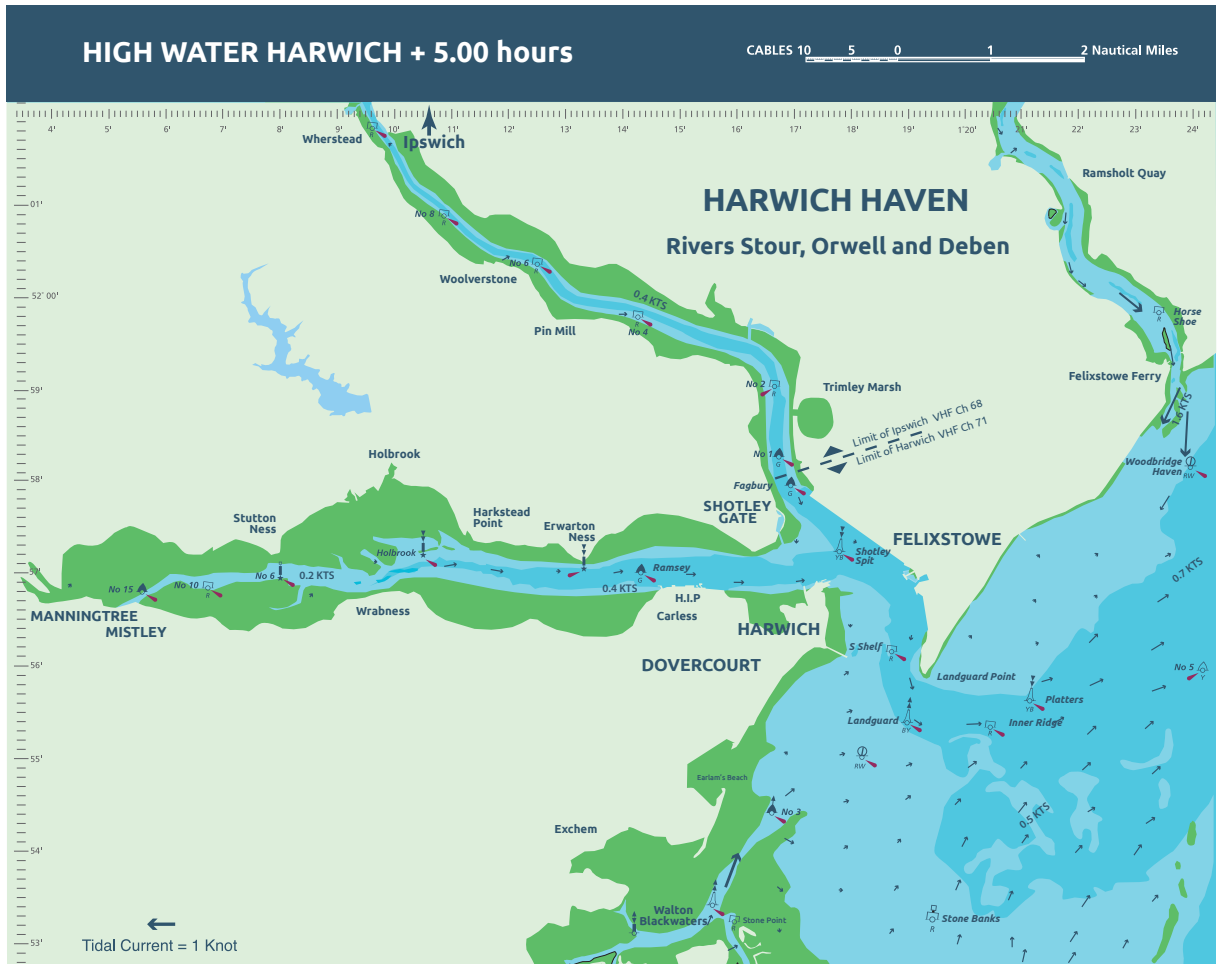 HIGH WATER HARWICH + 5.00 hours
CABLES 10 5 0 1 2 Nautical Miles
4' 5' 6' 7' 8' 9' 10' 11' 12' 13' 14' 15' 16' 17' 18' 19' 1°20' 21' 22' 23' 24'
Wherstead
R
Ipswich
Ramsholt Quay
HARWICH HAVEN
Rivers Stour, Orwell and Deben
01'
No 8
R
No 6
R
Woolverstone
52° 00'
0.4 KTS
Horse
Shoe
R
Pin Mill
R
No 4
59'
No 2
R
Trimley Marsh
Felixstowe Ferry
1.6 KTS
Limit of Ipswich VHF Ch 68
Limit of Harwich VHF Ch 71
No 1
G
Holbrook
Woodbridge
Haven
RW
58'
Fagbury
G
SHOTLEY
GATE
Stutton
Ness
Harkstead
Point
Erwarton
Ness
FELIXSTOWE
Holbrook
Shotley
Spit
YB
57'
No 15
No 10
R
No 6
0.2 KTS
Ramsey
G
0.4 KTS
0.7 KTS
H.I.P
Carless
MANNINGTREE
MISTLEY
Wrabness
HARWICH
56'
DOVERCOURT
S Shelf
R
No 5
Y
Landguard Point
Platters
YB
Landguard
BY
Inner Ridge
R
55'
RW
Earlam's Beach
No 3
0.5 KTS
Exchem
54'
Walton
Blackwaters
Stone Point
R
Stone Banks
R
Tidal Current = 1 Knot
53'